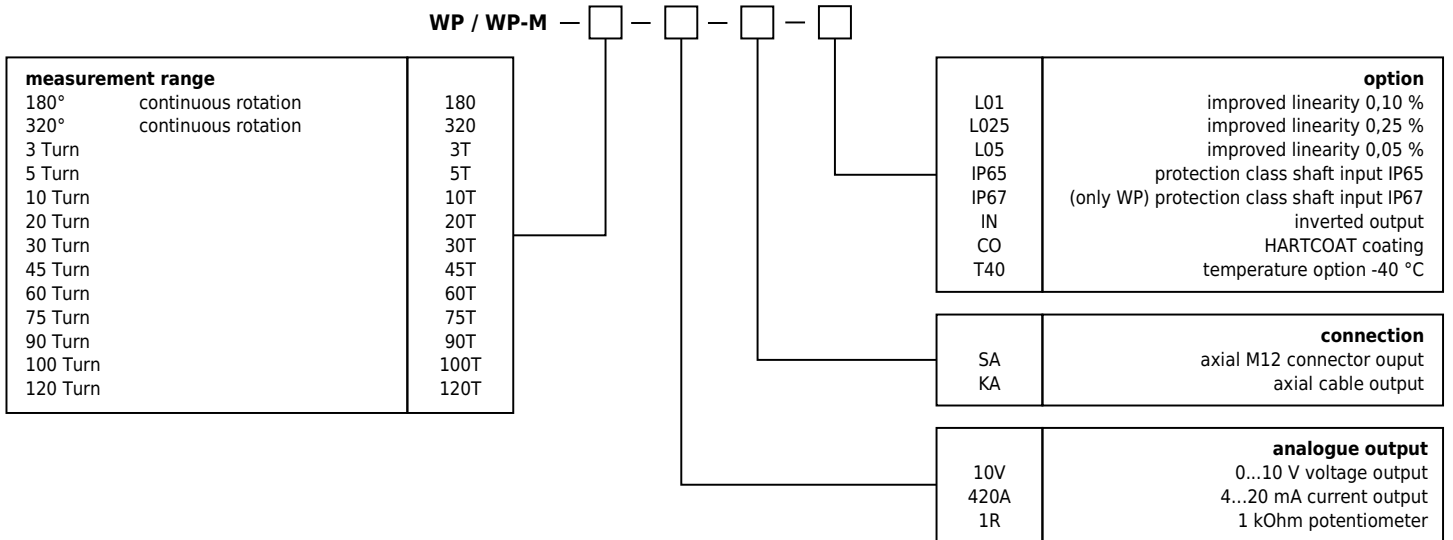 WP / WP-M — — — —
measurement range
180° continuous rotation 180
320° continuous rotation 320
3 Turn 3T
5 Turn 5T
10 Turn 10T
20 Turn 20T
30 Turn 30T
45 Turn 45T
60 Turn 60T
75 Turn 75T
90 Turn 90T
100 Turn 100T
120 Turn 120T
option
L01 improved linearity 0,10 %
L025 improved linearity 0,25 %
L05 improved linearity 0,05 %
IP65 protection class shaft input IP65
IP67 (only WP) protection class shaft input IP67
IN inverted output
CO HARTCOAT coating
T40 temperature option -40 °C
connection
SA axial M12 connector ouput
KA axial cable output
analogue output
10V 0...10 V voltage output
420A 4...20 mA current output
1R 1 kOhm potentiometer